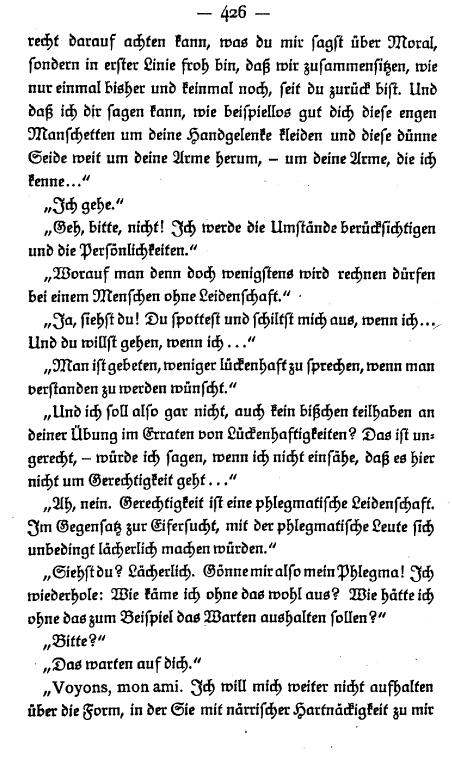 — 426 —
recht darauf achten kann, was du mir sagst über Moral,
sondern in erster Linie froh bin, daß wir zusammensitzen, wie
nur einmal bisher und keinmal noch, seit du zurück bist. Und
daß ich dir sagen kann, wie beispiellos gut dich diese engen
Manschetten um deine Handgelenke kleiden und diese dünne
Seide weit um deine Arme herum, – um deine Arme, die ich
kenne...“
„Ich gehe.“
„Geh, bitte, nicht! Ich werde die Umstände berücksichtigen
und die Persönlichkeiten.“
„Worauf man denn doch wenigstens wird rechnen dürfen
bei einem Menschen ohne Leidenschaft.“
„Ja, siehst du! Du spottest und schiltst mich aus, wenn ich...
Und du willst gehen, wenn ich ...“
„Man ist gebeten, weniger lückenhaft zu sprechen, wenn man
verstanden zu werden wünscht.“
„Und ich soll also gar nicht, auch kein bißchen teilhaben an
deiner Übung im Erraten von Lückenhaftigkeiten? Das ist un-
gerecht, – würde ich sagen, wenn ich nicht einsähe, daß es hier
nicht um Gerechtigkeit geht ...“
„Ah, nein. Gerechtigkeit ist eine phlegmatische Leidenschaft.
Im Gegensatz zur Eifersucht, mit der phlegmatische Leute sich
unbedingt lächerlich machen würden.“
„Siehst du? Lächerlich. Gönne mir also mein Phlegma! Ich
wiederhole: Wie käme ich ohne das wohl aus? Wie hätte ich
ohne das zum Beispiel das Warten aushalten sollen?“
„Bitte?“
„Das warten auf dich.“
„Voyons, mon ami. Ich will mich weiter nicht aufhalten
über die Form, in der Sie mit närrischer Hartnäckigkeit zu mir